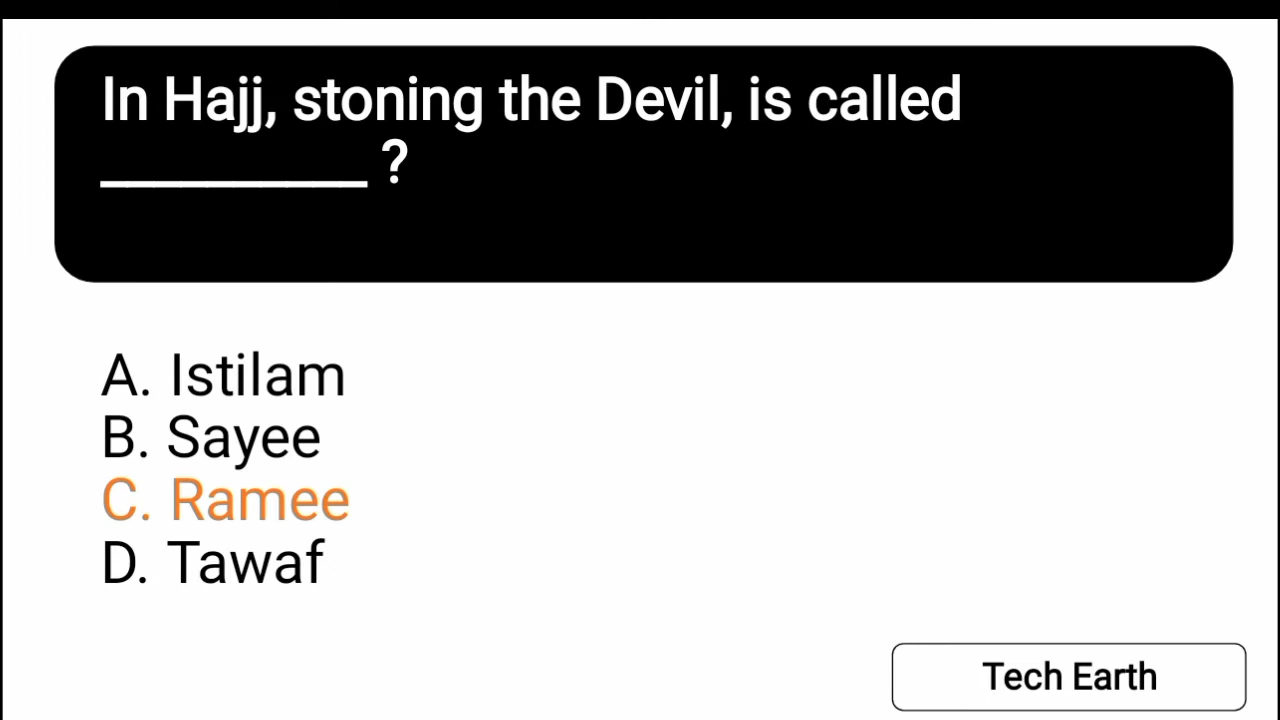 In Hajj, stoning the Devil, is called
__________ ?
A. Istilam
B. Sayee
C. Ramee
D. Tawaf
Tech Earth